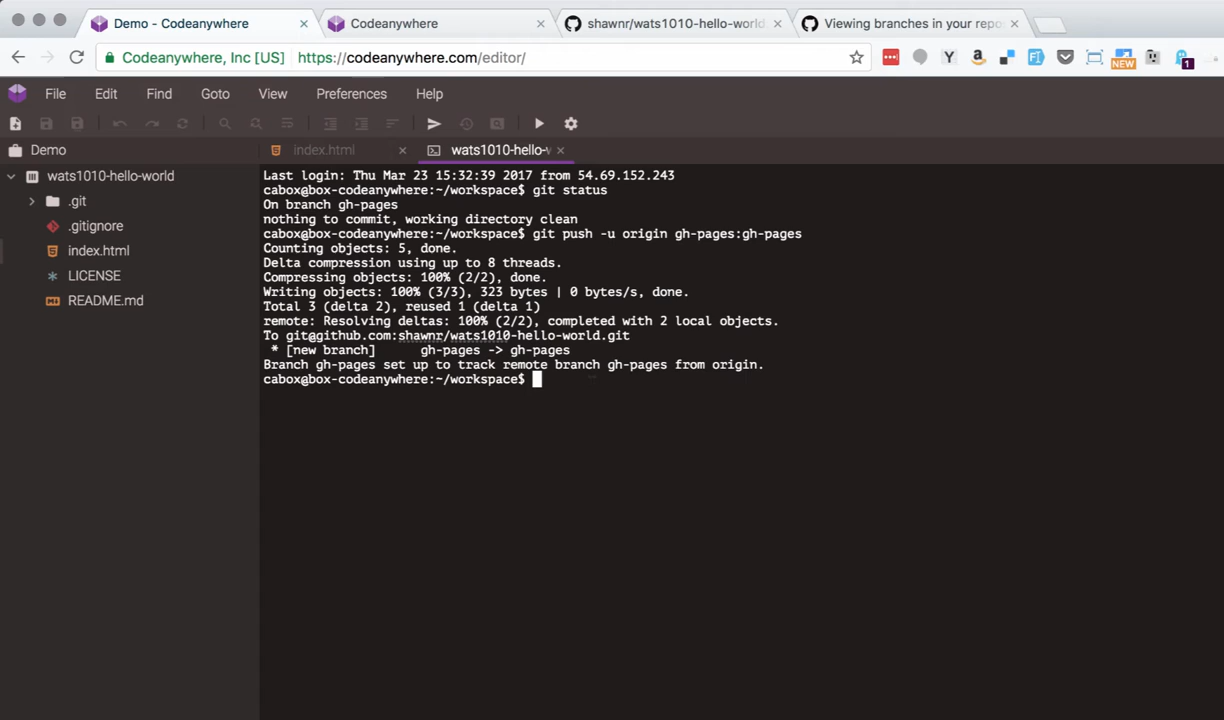 Demo - Codeanywhere
Codeanywhere
shawnr/wats1010-hello-world
Viewing branches in your repo
Codeanywhere, Inc [US]
https://codeanywhere.com/editor/
Y
a
F
NEW
1
File Edit Find Goto View Preferences Help
Demo
index.html
wats1010-hello-w
wats1010-hello-world
.git
.gitignore
index.html
LICENSE
README.md
Last login: Thu Mar 23 15:32:39 2017 from 54.69.152.243
cabox@box-codeanywhere:~/workspace$ git status
On branch gh-pages
nothing to commit, working directory clean
cabox@box-codeanywhere:~/workspace$ git push -u origin gh-pages:gh-pages
Counting objects: 5, done.
Delta compression using up to 8 threads.
Compressing objects: 100% (2/2), done.
Writing objects: 100% (3/3), 323 bytes | 0 bytes/s, done.
Total 3 (delta 2), reused 1 (delta 1)
remote: Resolving deltas: 100% (2/2), completed with 2 local objects.
To git@github.com:shawnr/wats1010-hello-world.git
* [new branch] gh-pages -> gh-pages
Branch gh-pages set up to track remote branch gh-pages from origin.
cabox@box-codeanywhere:~/workspace$